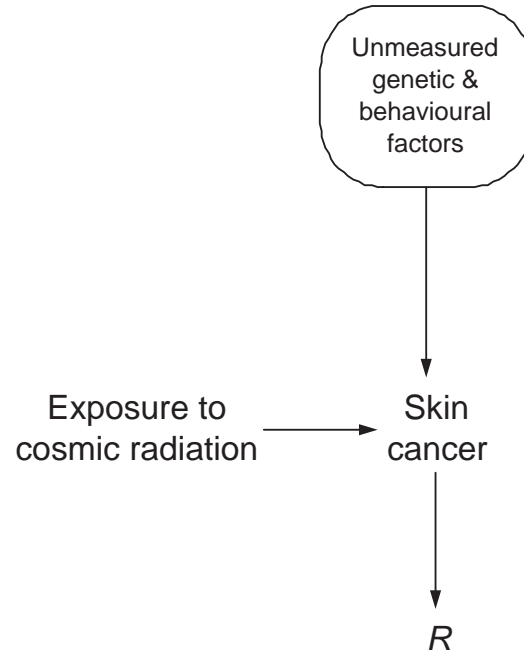 Unmeasured
genetic &
behavioural
factors
Exposure to
cosmic radiation
Skin
cancer
R